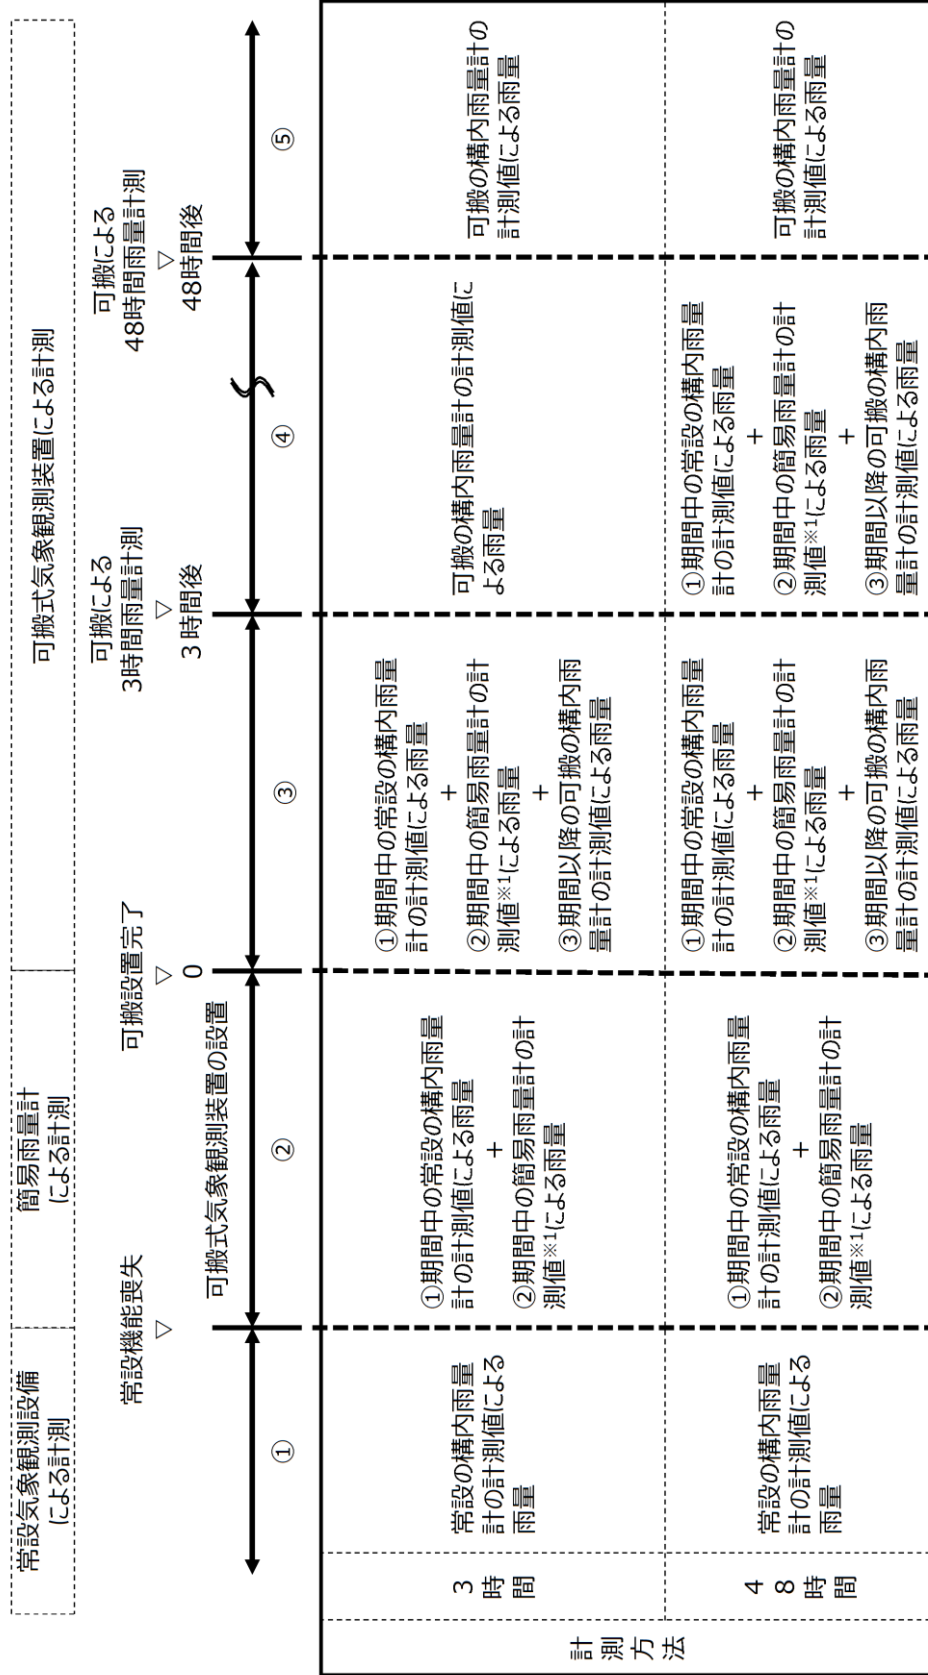 常設気象観測設備
による計測
簡易雨量計
による計測
可搬式気象観測装置による計測
常設機能喪失
▽
可搬設置完了
▽
0
可搬による
3時間雨量計測
▽
3時間後
可搬による
48時間雨量計測
▽
48時間後
可搬式気象観測装置の設置
①
②
③
④
⑤
計測方法
3時間
常設の構内雨量
計の計測値による
雨量
①期間中の常設の構内雨量
計の計測値による雨量
+
②期間中の簡易雨量計の計
測値※1による雨量
①期間中の常設の構内雨量
計の計測値による雨量
+
②期間中の簡易雨量計の計
測値※1による雨量
+
③期間以降の可搬の構内雨
量計の計測値による雨量
可搬の構内雨量計の計測値に
よる雨量
可搬の構内雨量計の
計測値による雨量
48時間
常設の構内雨量
計の計測値による
雨量
①期間中の常設の構内雨量
計の計測値による雨量
+
②期間中の簡易雨量計の計
測値※1による雨量
①期間中の常設の構内雨量
計の計測値による雨量
+
②期間中の簡易雨量計の計
測値※1による雨量
+
③期間以降の可搬の構内雨
量計の計測値による雨量
①期間中の常設の構内雨量
計の計測値による雨量
+
②期間中の簡易雨量計の計
測値※1による雨量
+
③期間以降の可搬の構内雨
量計の計測値による雨量
可搬の構内雨量計の
計測値による雨量